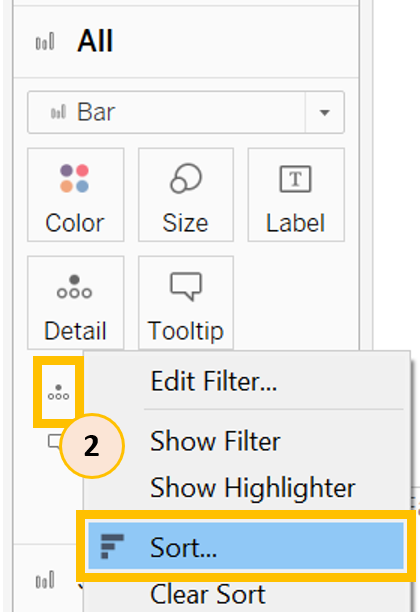 All
Bar
Color Size Label
Detail Tooltip
Edit Filter...
2
Show Filter
Show Highlighter
Sort...
Clear Sort